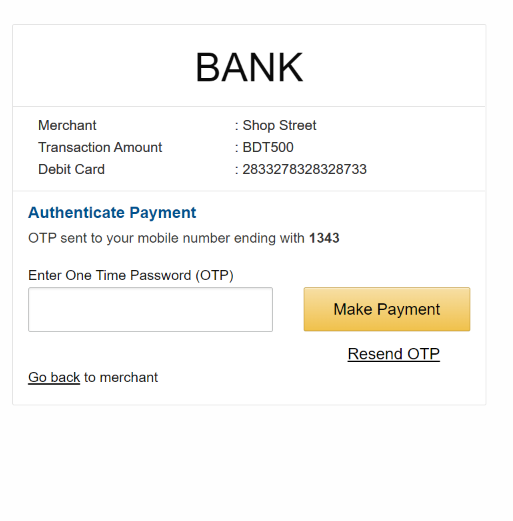 BANK
Merchant : Shop Street
Transaction Amount : BDT500
Debit Card : 2833278328328733
Authenticate Payment
OTP sent to your mobile number ending with 1343
Enter One Time Password (OTP)
Make Payment
Resend OTP
Go back to merchant